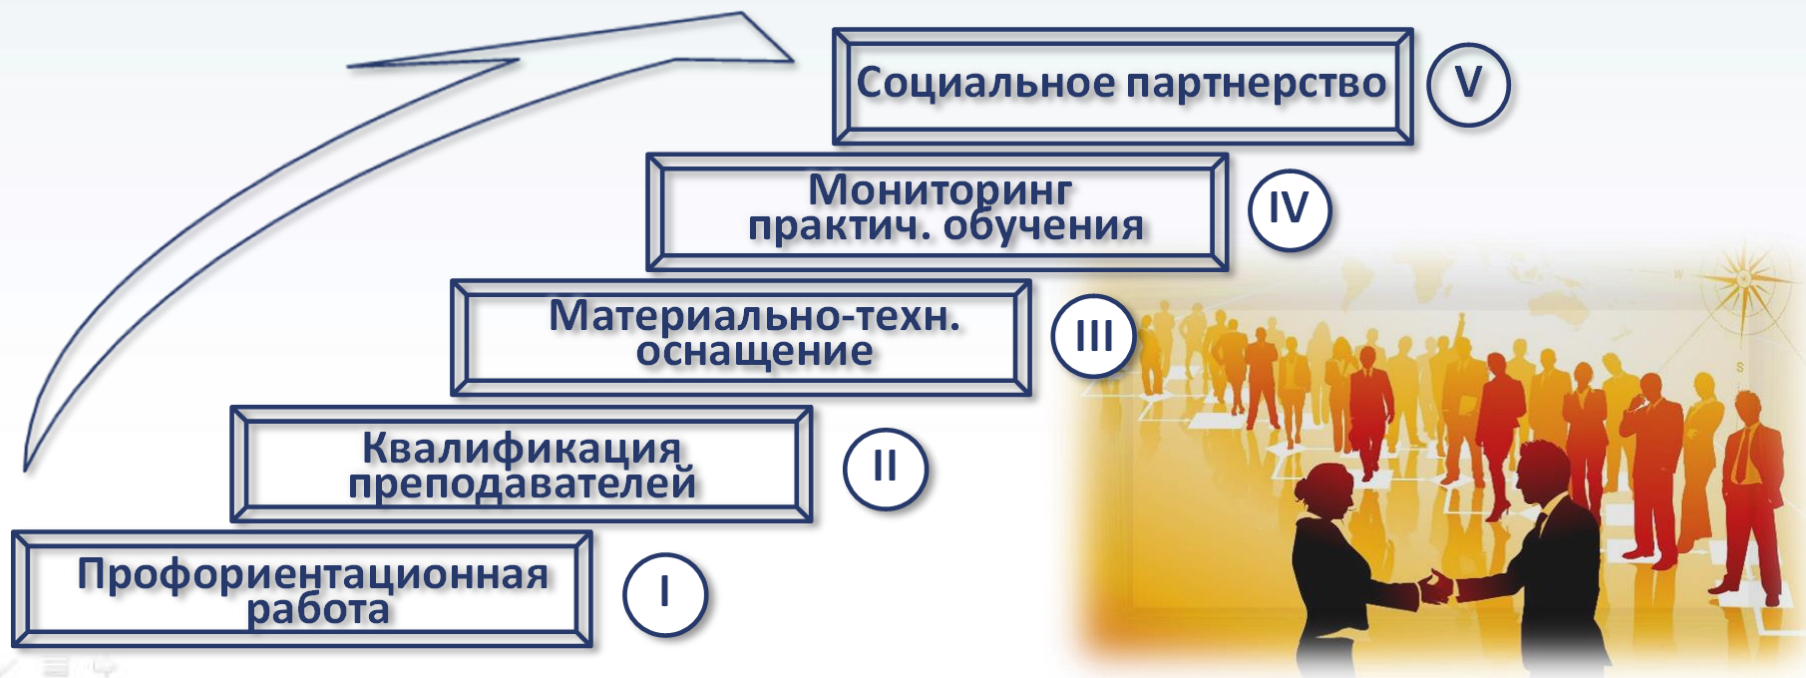 Социальное партнерство
V
Мониторинг
практич. обучения
IV
Материально-техн.
оснащение
III
Квалификация
преподавателей
II
Профориентационная
работа
I
W
S